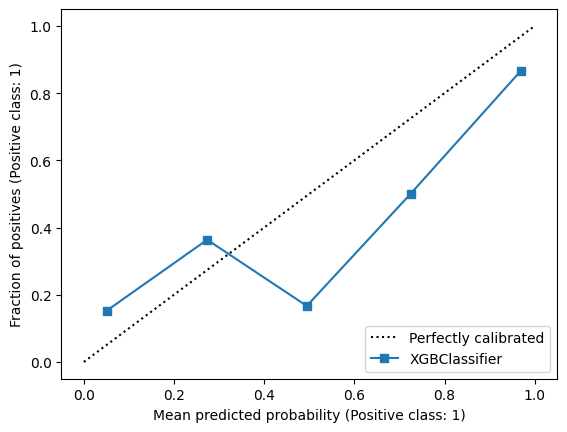 1.0
0.8
0.6
0.4
0.2
0.0
Fraction of positives (Positive class: 1)
Perfectly calibrated
XGBClassifier
0.0 0.2 0.4 0.6 0.8 1.0
Mean predicted probability (Positive class: 1)